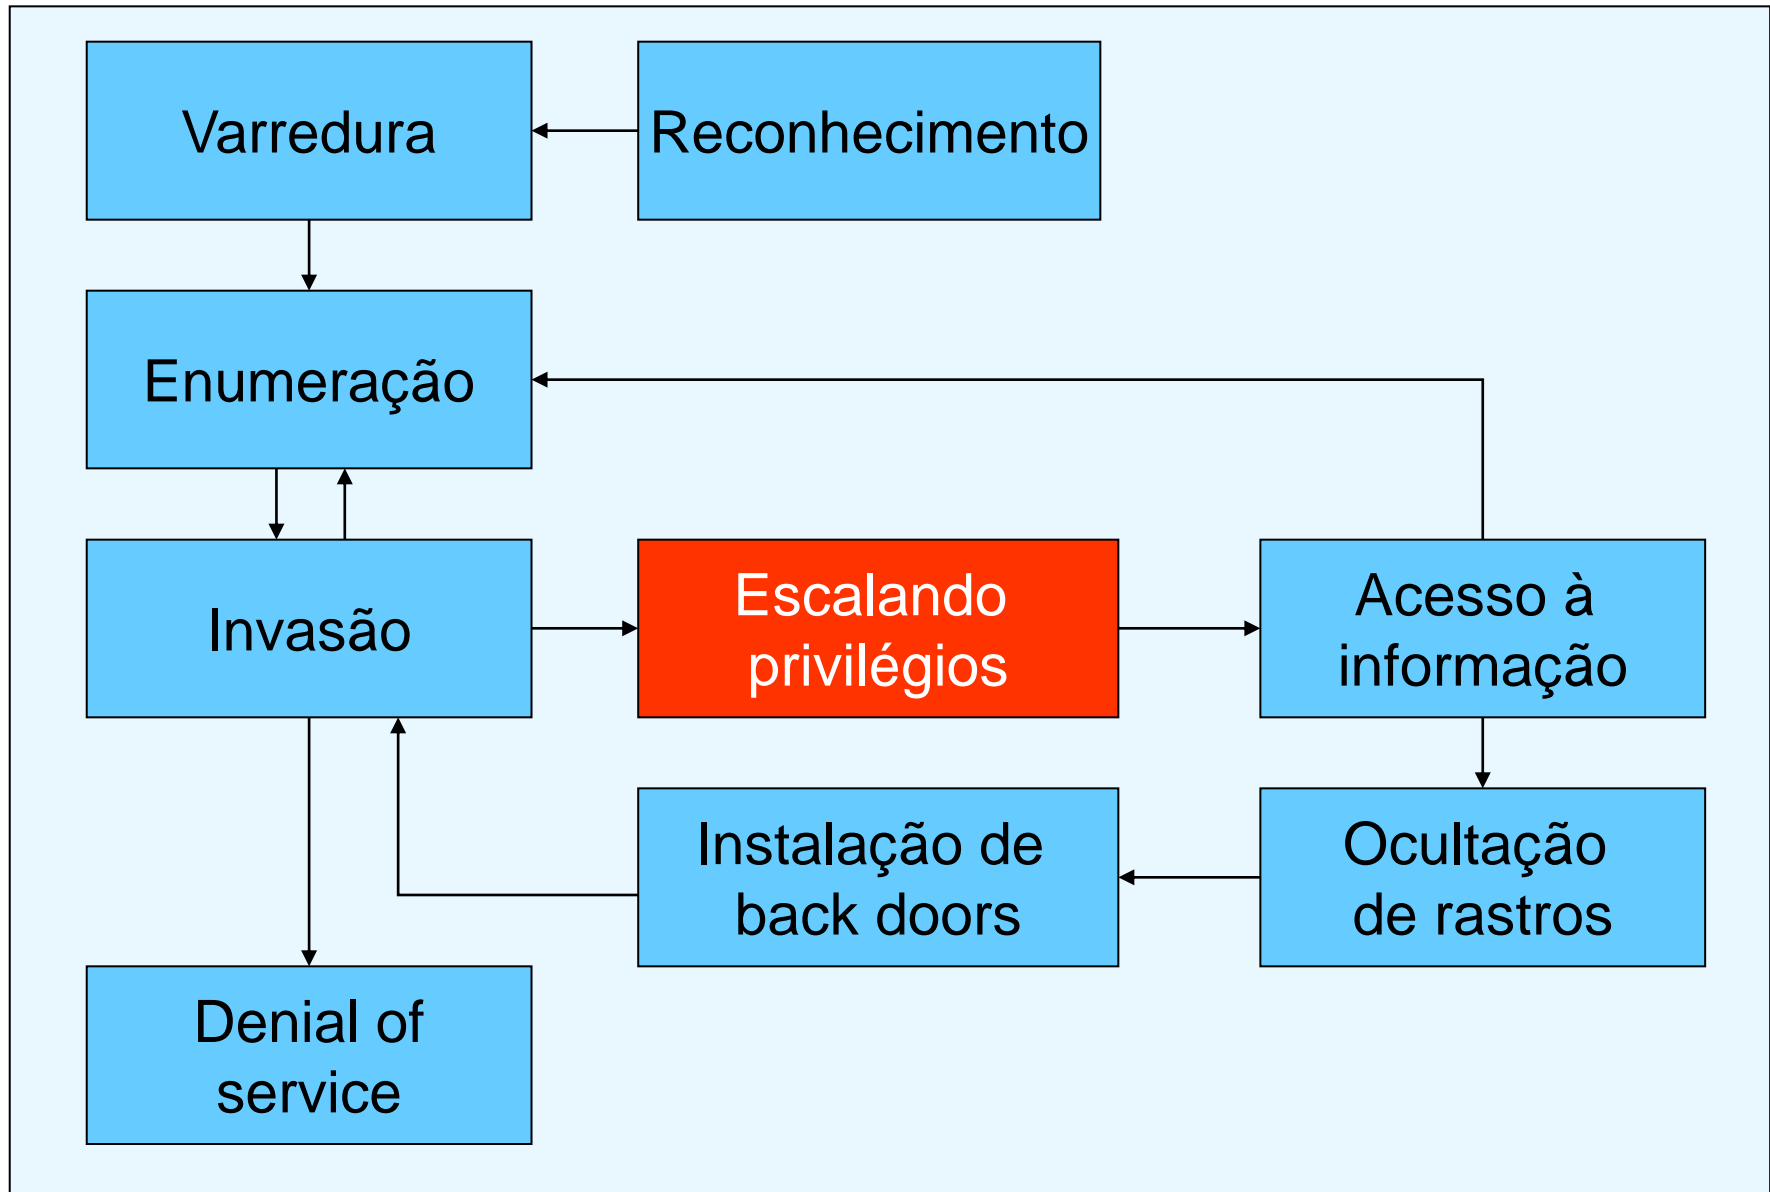 Varredura
Reconhecimento
Enumeração
Invasão
Escalando
privilégios
Acesso à
informação
Instalação de
back doors
Ocultação
de rastros
Denial of
service